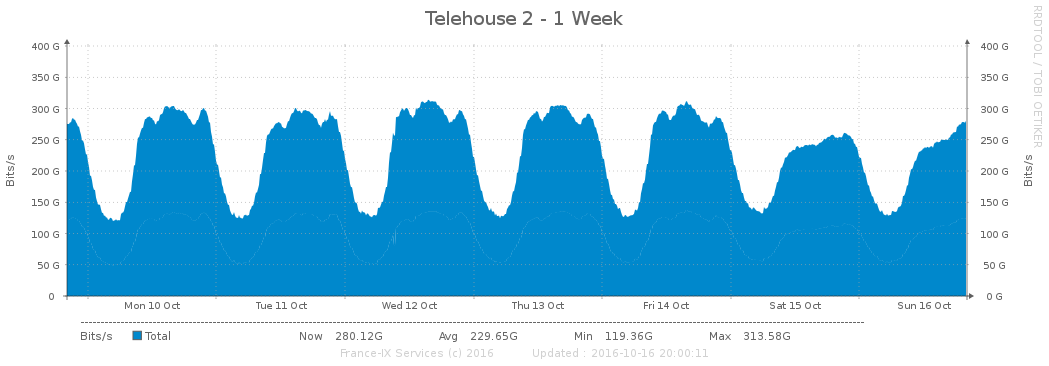 Telehouse 2 - 1 Week
RRDTOOL / TOBI OETIKER
400 G 400 G
350 G 350 G
300 G 300 G
250 G 250 G
200 G 200 G
150 G 150 G
100 G 100 G
50 G 50 G
0 0 G
Bits/s Bits/s
Mon 10 Oct Tue 11 Oct Wed 12 Oct Thu 13 Oct Fri 14 Oct Sat 15 Oct Sun 16 Oct
Bits/s Total Now 280.12G Avg 229.65G Min 119.36G Max 313.58G
France-IX Services (c) 2016 Updated : 2016-10-16 20:00:11